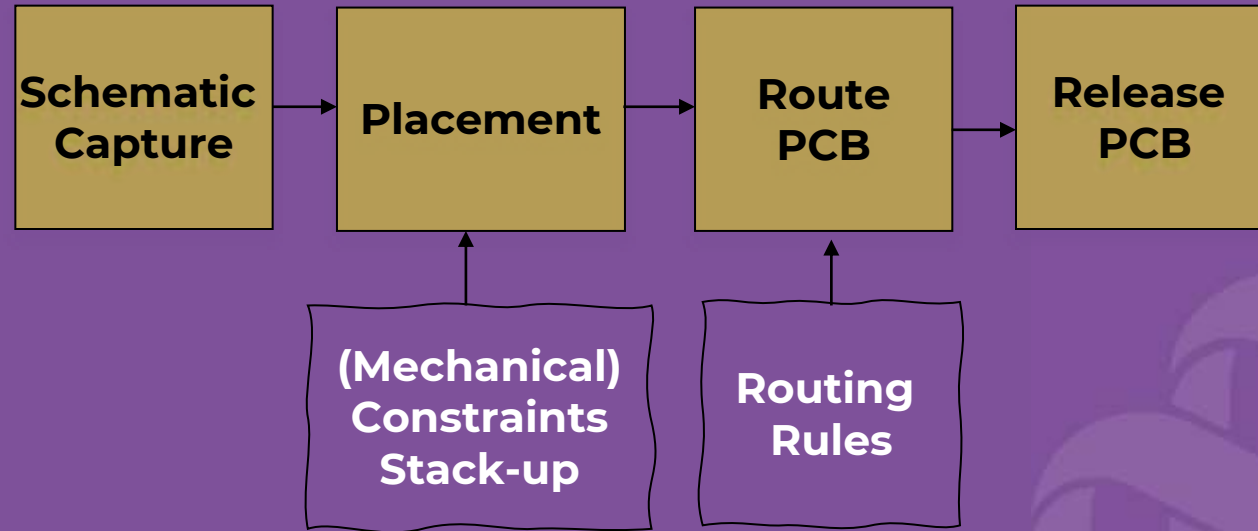 Schematic
Capture
Placement
Route
PCB
Release
PCB
(Mechanical)
Constraints
Stack-up
Routing
Rules